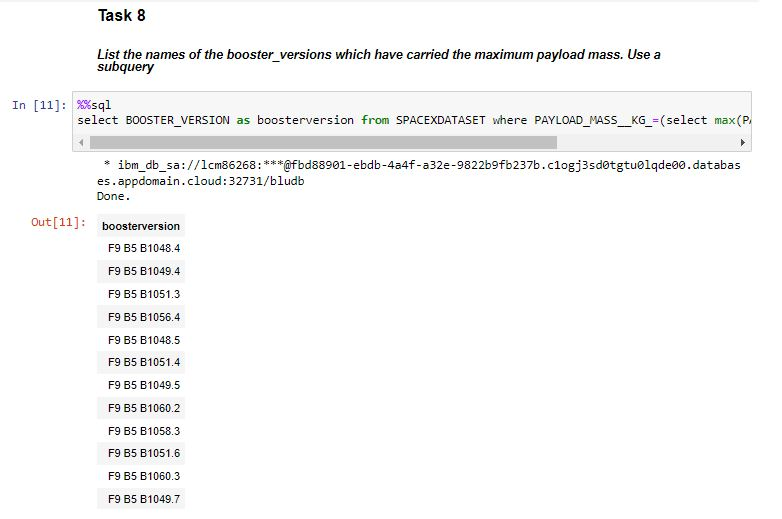 Task 8
List the names of the booster_versions which have carried the maximum payload mass. Use a
subquery
In [11]: %%sql
select BOOSTER_VERSION as boosterversion from SPACEXDATASET where PAYLOAD_MASS__KG_=(select max(PA
* ibm_db_sa://lcm86268:***@fbd88901-ebdb-4a4f-a32e-9822b9fb237b.c1ogj3sd0tgtu0lqde00.databas
es.appdomain.cloud:32731/bludb
Done.
Out[11]: boosterversion
F9 B5 B1048.4
F9 B5 B1049.4
F9 B5 B1051.3
F9 B5 B1056.4
F9 B5 B1048.5
F9 B5 B1051.4
F9 B5 B1049.5
F9 B5 B1060.2
F9 B5 B1058.3
F9 B5 B1051.6
F9 B5 B1060.3
F9 B5 B1049.7